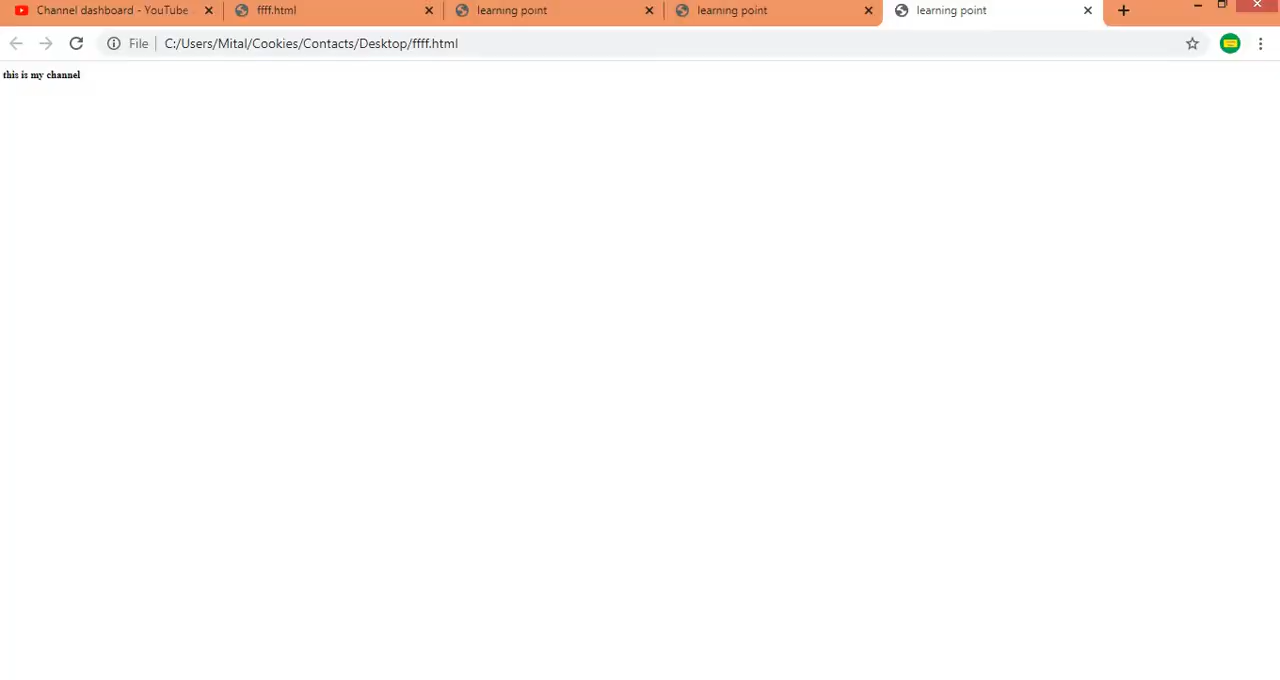 Channel dashboard - YouTube
ffff.html
learning point
learning point
learning point
File
C:/Users/Mital/Cookies/Contacts/Desktop/ffff.html
this is my channel